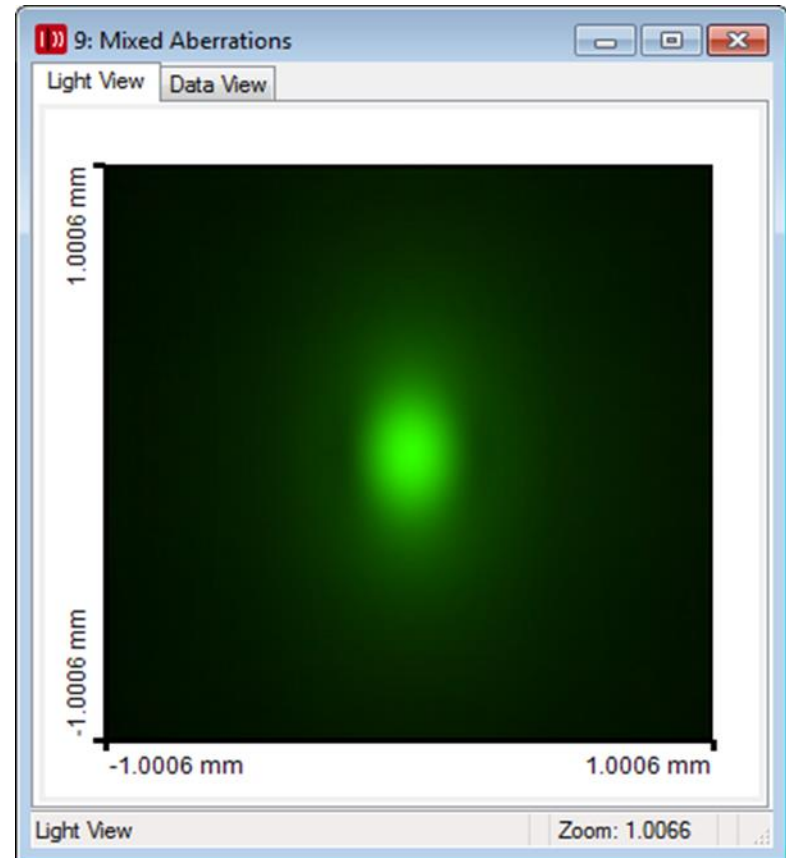 9: Mixed Aberrations
Light View Data View
1.0006 mm
-1.0006 mm
-1.0006 mm 1.0006 mm
Light View Zoom: 1.0066